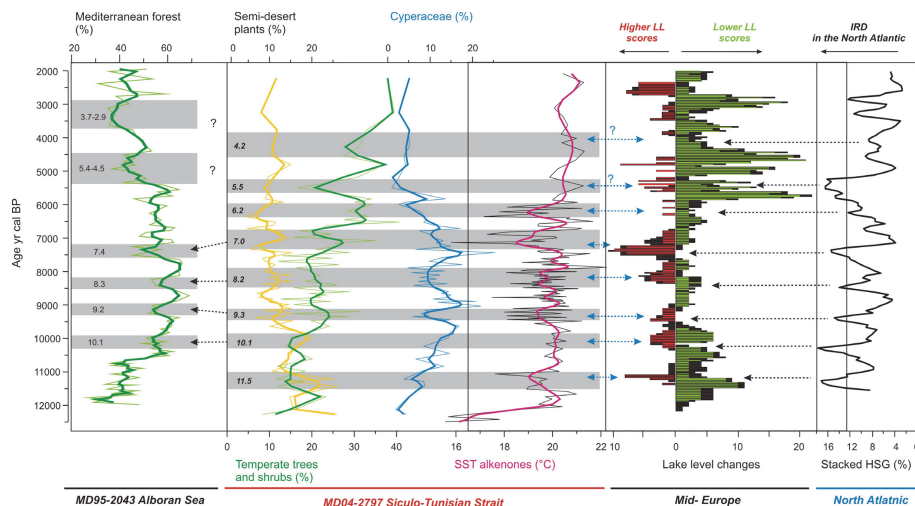 Mediterranean forest
(%)
Semi-desert
plants (%)
Cyperaceae (%)
Higher LL
scores
Lower LL
scores
IRD
in the North Atlantic
20 40 60
0 10 20
0 10 20
Age yr cal BP
2000
3000
4000
5000
6000
7000
8000
9000
10000
11000
12000
3.7-2.9
?
5.4-4.5
?
7.4
8.3
9.2
10.1
4.2
5.5
6.2
7.0
8.2
9.3
10.1
11.5
?
?
0 10 20 30 40
16 18 20 22
10 0 10 20
16 12 8 4 0
Temperate trees
and shrubs (%)
SST alkenones (°C)
Lake level changes
Stacked HSG (%)
MD95-2043 Alboran Sea
MD04-2797 Siculo-Tunisian Strait
Mid- Europe
North Atlatnic